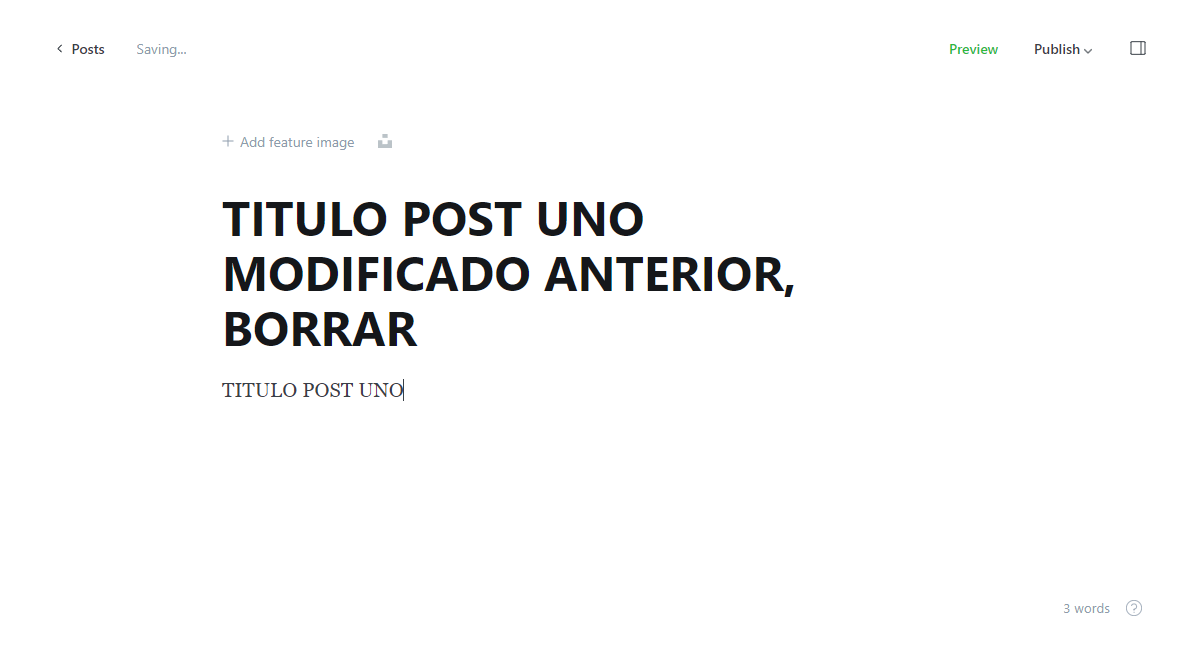 Posts
Saving...
Preview
Publish
Add feature image
TITULO POST UNO
MODIFICADO ANTERIOR,
BORRAR
TITULO POST UNO
3 words
?